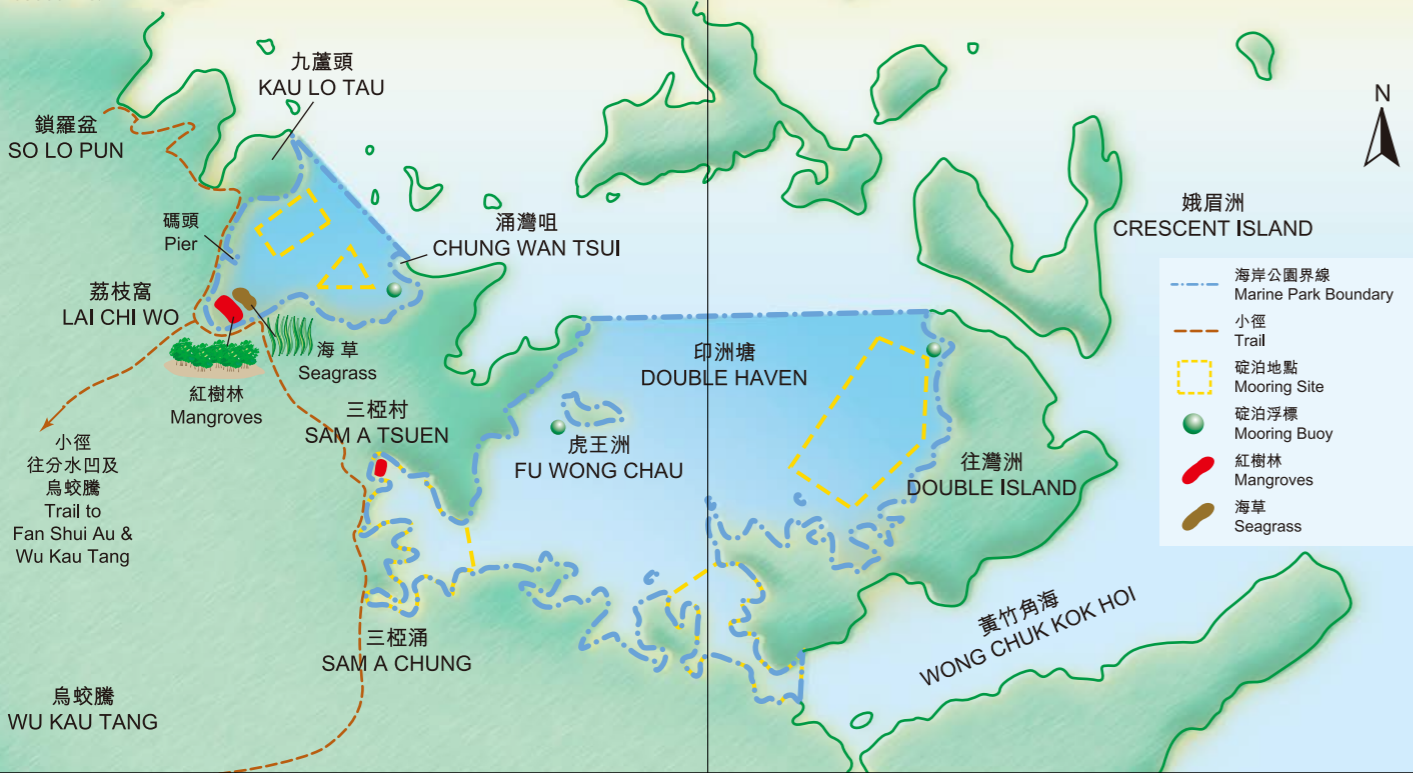 九蘆頭
KAU LO TAU
鎖羅盆
SO LO PUN
碼頭
Pier
涌灣咀
CHUNG WAN TSUI
荔枝窩
LAI CHI WO
海草
Seagrass
紅樹林
Mangroves
小徑
往分水凹及
烏蛟騰
Trail to
Fan Shui Au &
Wu Kau Tang
三椏村
SAM A TSUEN
虎王洲
FU WONG CHAU
印洲塘
DOUBLE HAVEN
往灣洲
DOUBLE ISLAND
三椏涌
SAM A CHUNG
烏蛟騰
WU KAU TANG
黃竹角海
WONG CHUK KOK HOI
N
娥眉洲
CRESCENT ISLAND
海岸公園界線
Marine Park Boundary
小徑
Trail
碇泊地點
Mooring Site
碇泊浮標
Mooring Buoy
紅樹林
Mangroves
海草
Seagrass